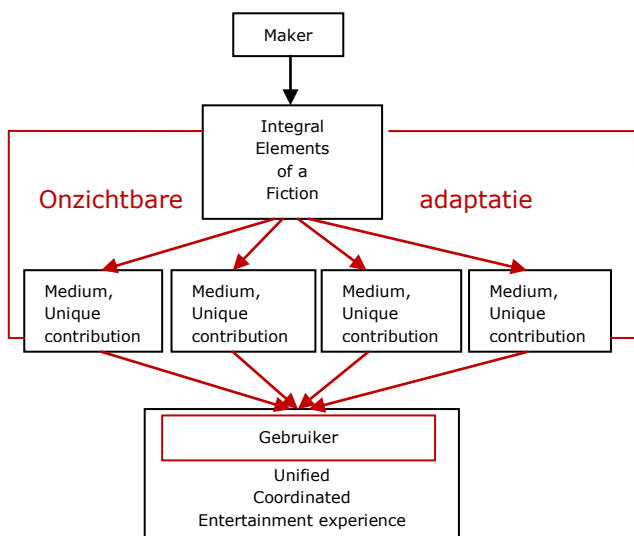 Maker
Integral
Elements
of a
Fiction
Onzichtbare
adaptatie
Medium,
Unique
contribution
Medium,
Unique
contribution
Medium,
Unique
contribution
Medium,
Unique
contribution
Gebruiker
Unified
Coordinated
Entertainment experience